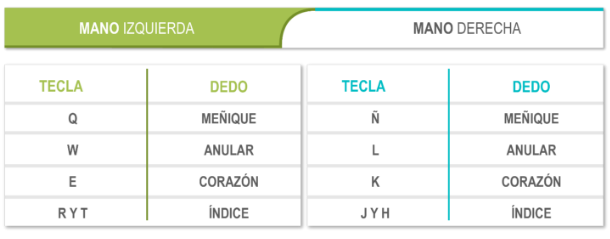 MANO IZQUIERDA MANO DERECHA
TECLA DEDO TECLA DEDO
Q MEÑIQUE Ñ MEÑIQUE
W ANULAR L ANULAR
E CORAZÓN K CORAZÓN
R Y T ÍNDICE J Y H ÍNDICE